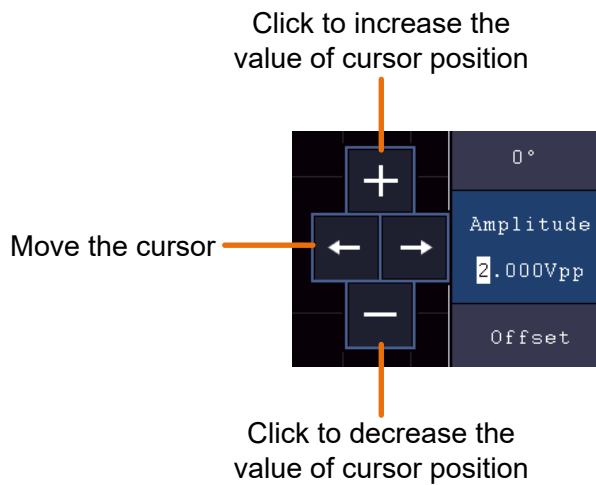 Click to increase the
value of cursor position
0°
Amplitude
Move the cursor
2.000Vpp
Offset
Click to decrease the
value of cursor position